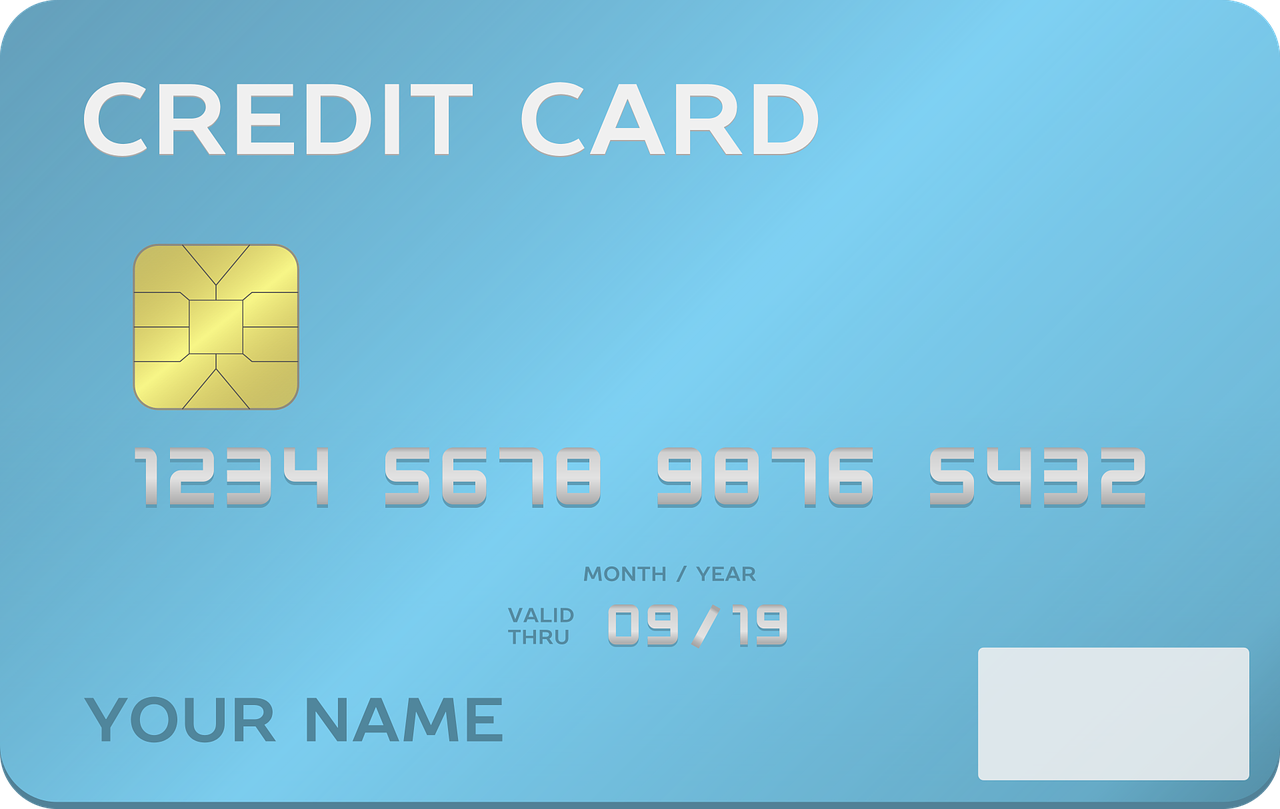 CREDIT CARD
1234 5678 9876 5432
MONTH / YEAR
VALID
THRU
09/19
YOUR NAME